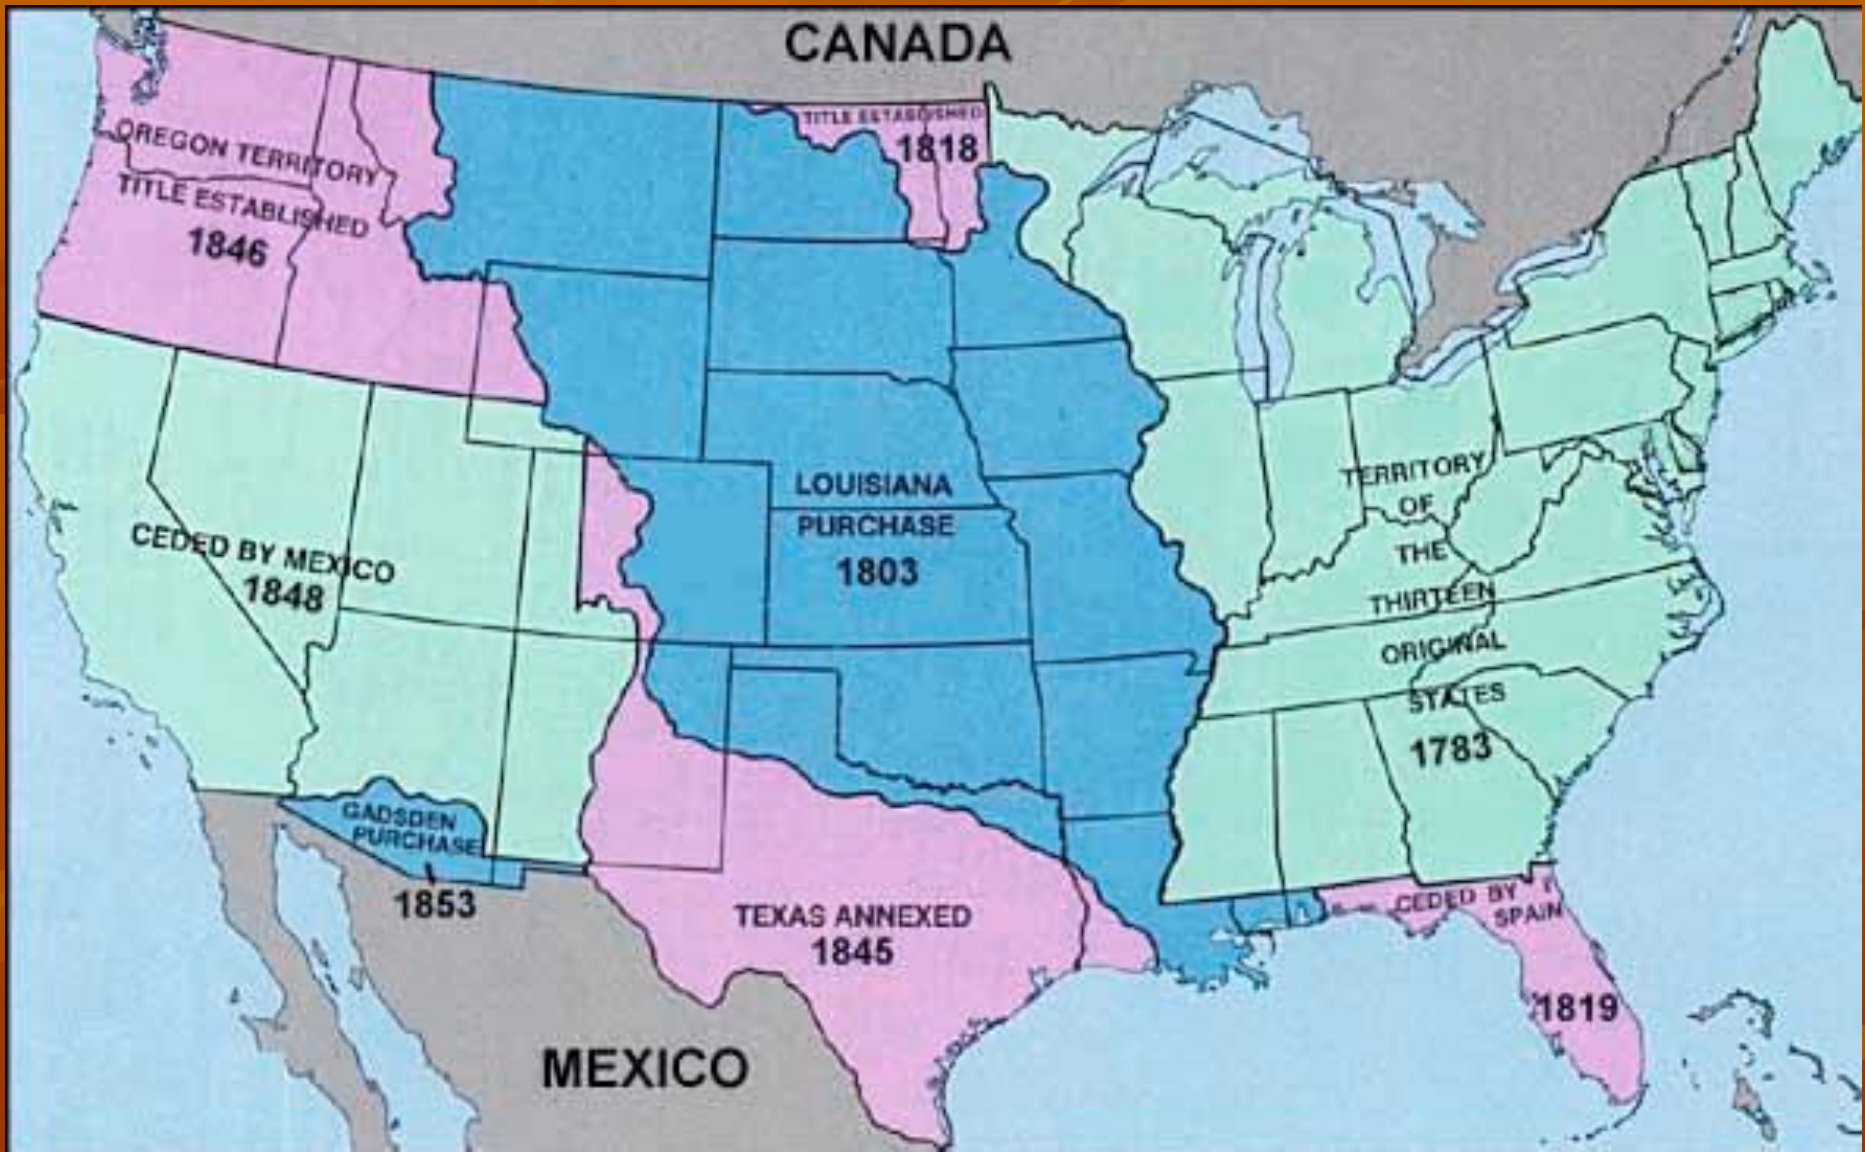 CANADA
TITLE ESTABLISHED
1818
OREGON TERRITORY
TITLE ESTABLISHED
1846
LOUISIANA
PURCHASE
1803
TERRITORY
OF
THE
THIRTEEN
ORIGINAL
STATES
1783
CEDED BY MEXICO
1848
GADSDEN
PURCHASE
1853
TEXAS ANNEXED
1845
CEDED BY
SPAIN
1819
MEXICO